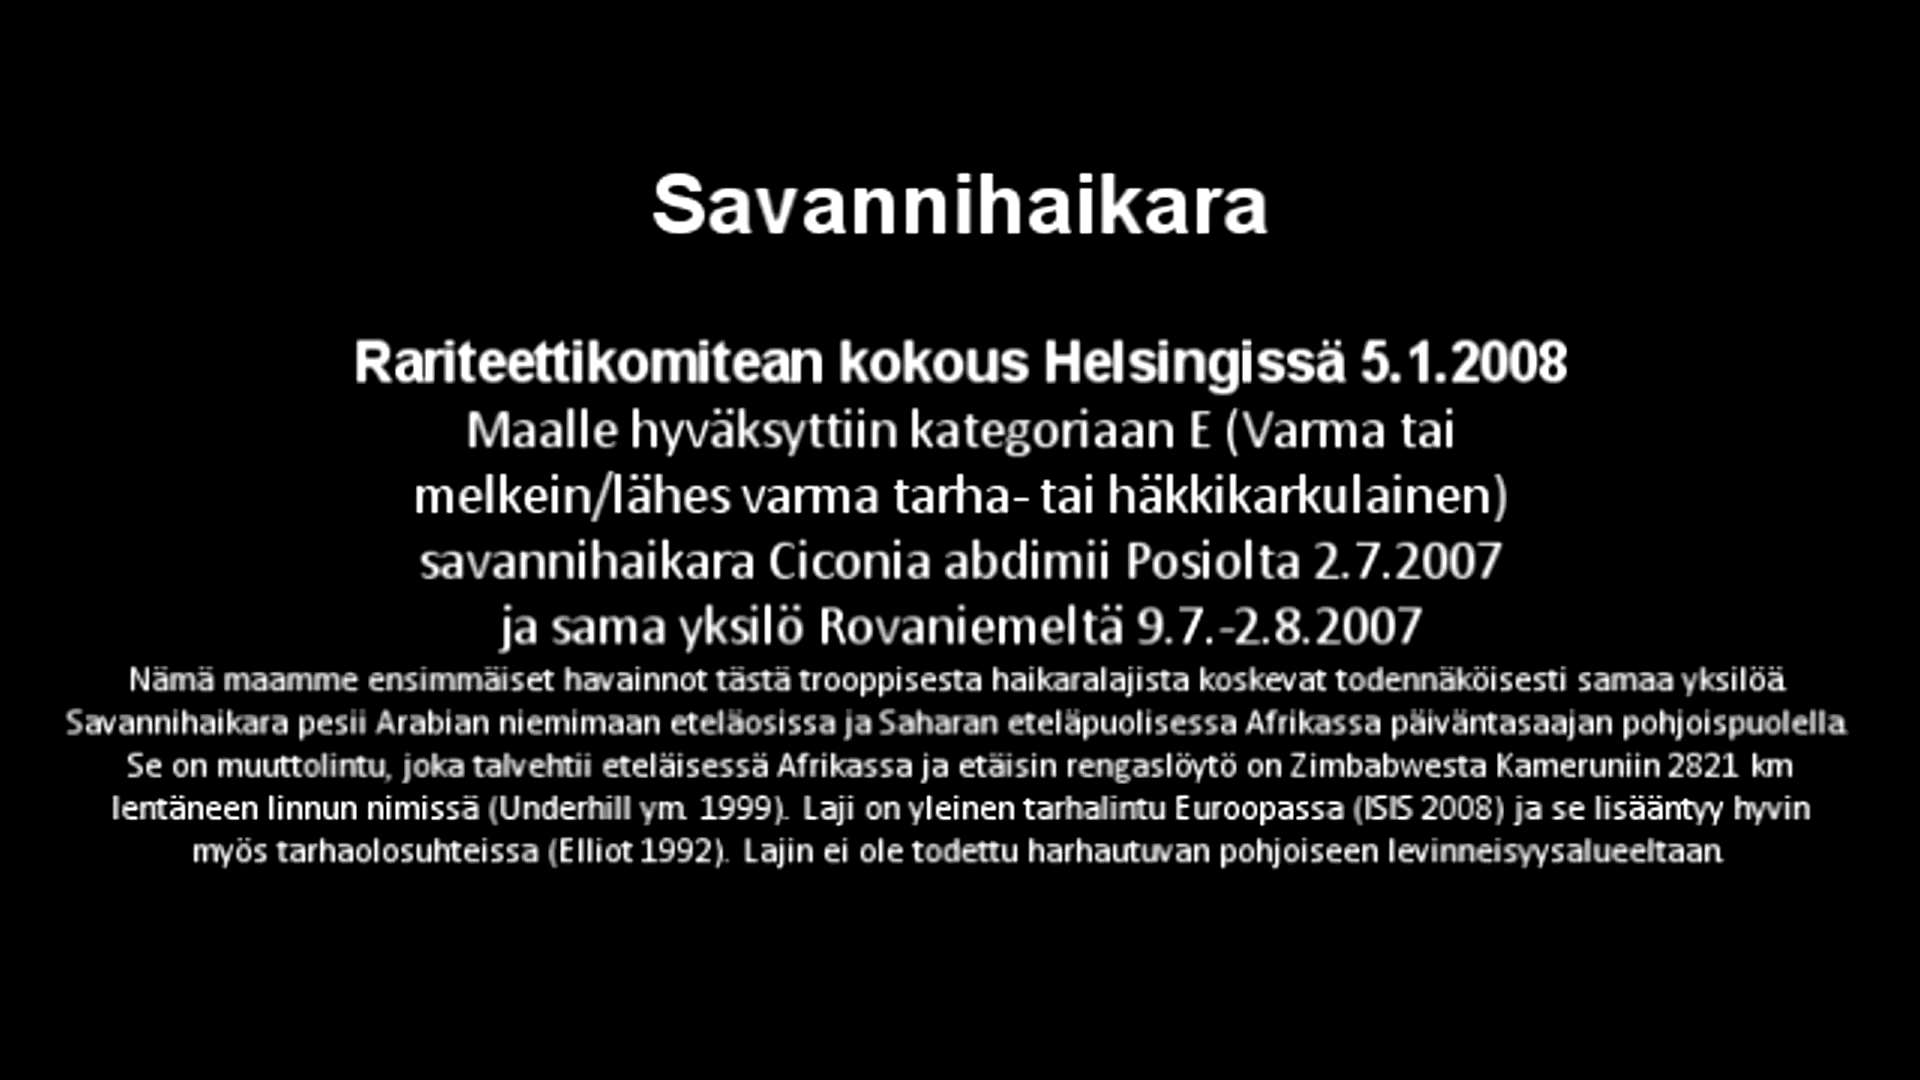 Savannihaikara
Rariteettikomitean kokous Helsingissä 5.1.2008
Maalle hyväksyttiin kategoriaan E (Varma tai
melkein/lähes varma tarha- tai häkkikarkulainen)
savannihaikara Ciconia abdimii Posiolta 2.7.2007
ja sama yksilö Rovaniemeltä 9.7.-2.8.2007
Nämä maamme ensimmäiset havainnot tästä trooppisesta haikaralajista koskevat todennäköisesti samaa yksilöä.
Savannihaikara pesii Arabian niemimaan eteläosissa ja Saharan eteläpuolisessa Afrikassa päiväntasaajan pohjoispuolella.
Se on muuttolintu, joka talvehtii eteläisessä Afrikassa ja etäisin rengaslöytö on Zimbabwesta Kameruniin 2821 km
lentäneen linnun nimissä (Underhill ym. 1999). Laji on yleinen tarhalintu Euroopassa (ISIS 2008) ja se lisääntyy hyvin
myös tarhaolosuhteissa (Elliot 1992). Lajin ei ole todettu harhautuvan pohjoiseen levinneisyysalueeltaan.